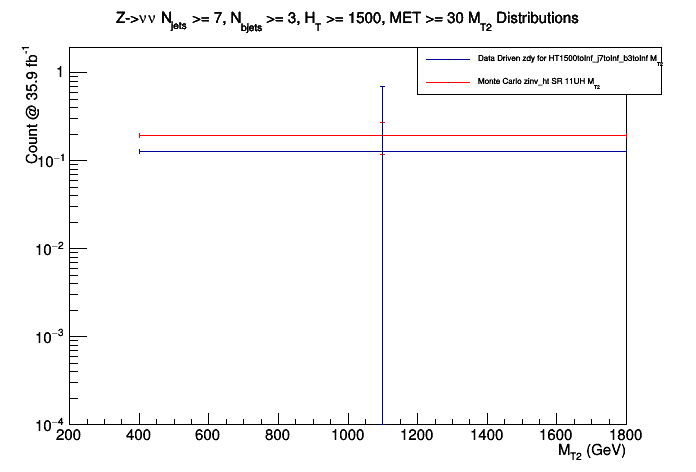 Z->νν N_jets >= 7, N_bjets >= 3, H_T >= 1500, MET >= 30 M_T2 Distributions
Data Driven zdy for HT1500toInf_j7toInf_b3toInf M_T2
Monte Carlo zinv_ht SR 11UH M_T2
Count @ 35.9 fb^-1
1
10^-1
10^-2
10^-3
10^-4
200 400 600 800 1000 1200 1400 1600 1800
M_T2 (GeV)